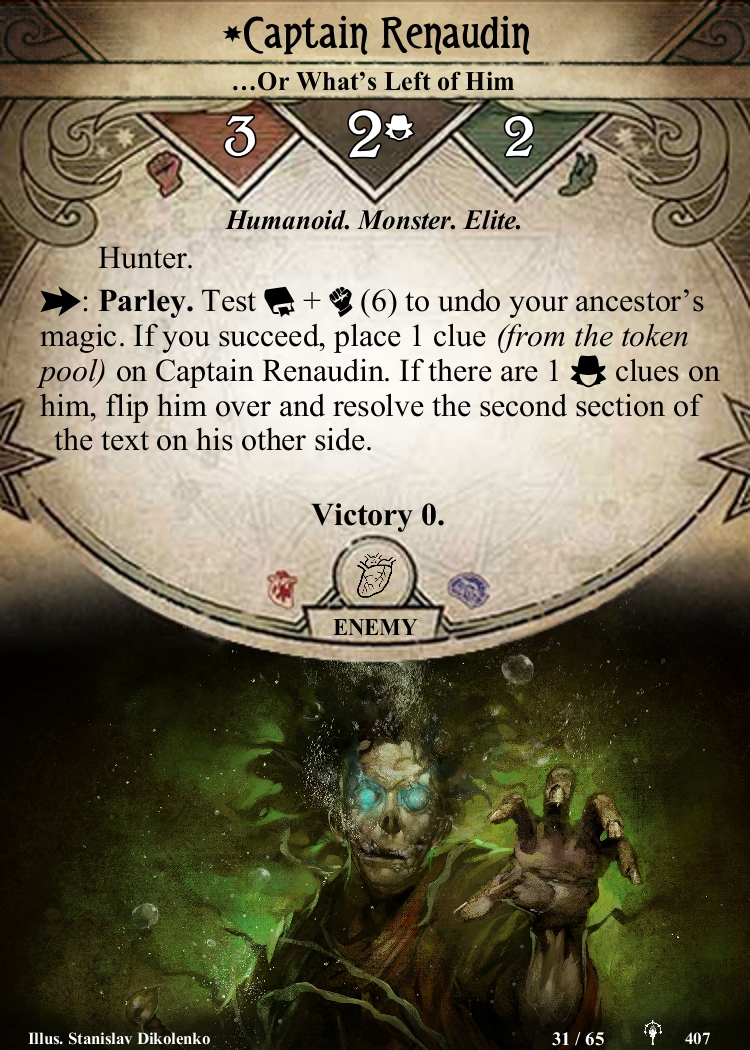 Captain Renaudin
...Or What's Left of Him
3 2 2
Humanoid. Monster. Elite.
Hunter.
: Parley. Test + (6) to undo your ancestor's
magic. If you succeed, place 1 clue (from the token
pool) on Captain Renaudin. If there are 1 clues on
him, flip him over and resolve the second section of
the text on his other side.
Victory 0.
ENEMY
Illus. Stanislav Dikolenko 31 / 65 407